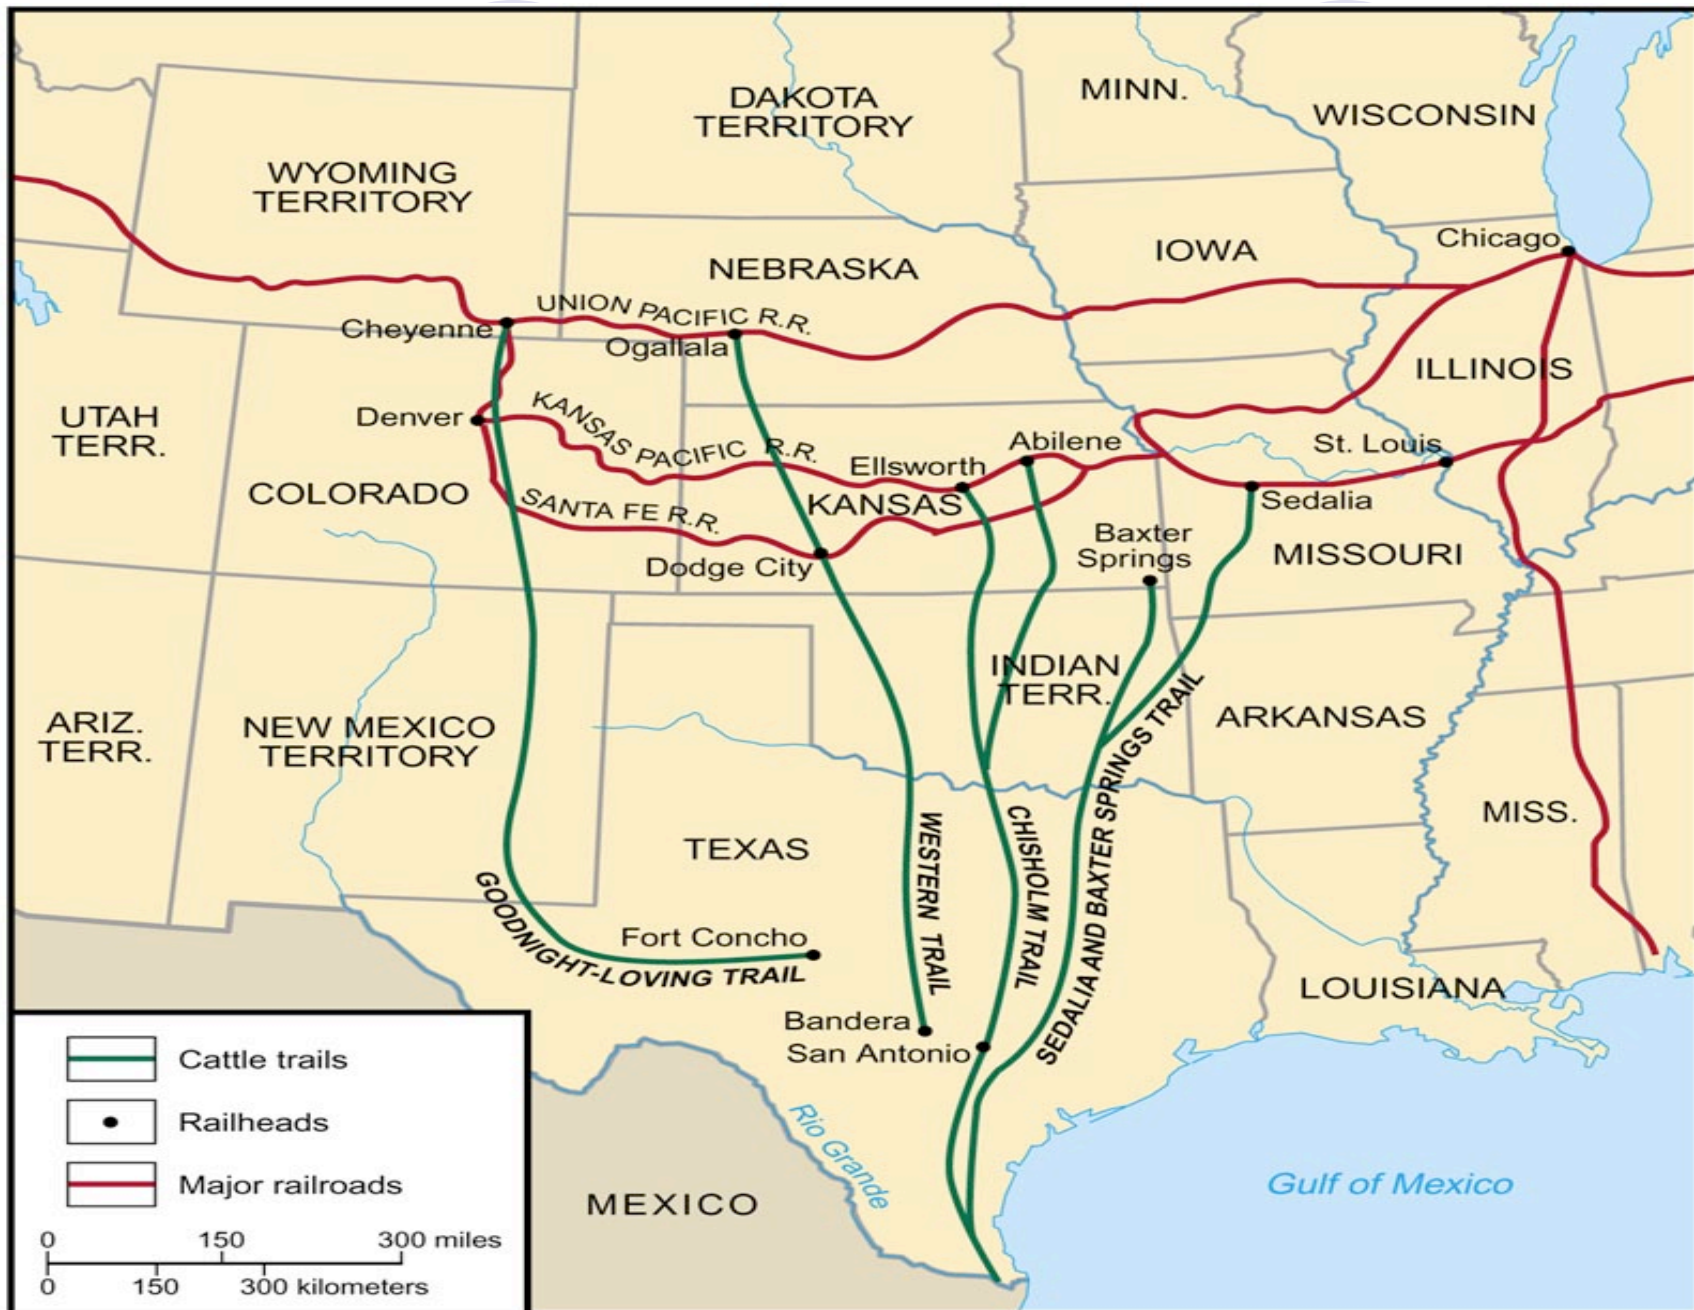 DAKOTA
TERRITORY
MINN.
WISCONSIN
WYOMING
TERRITORY
NEBRASKA
IOWA
Chicago
UNION PACIFIC R.R.
Cheyenne
Ogallala
ILLINOIS
UTAH
TERR.
Denver
KANSAS PACIFIC R.R.
Abilene
St. Louis
Ellsworth
COLORADO
SANTA FE R.R.
KANSAS
Sedalia
Baxter
Springs
MISSOURI
Dodge City
INDIAN
TERR.
ARIZ.
TERR.
NEW MEXICO
TERRITORY
ARKANSAS
SEDALIA AND BAXTER SPRINGS TRAIL
MISS.
TEXAS
WESTERN TRAIL
CHISHOLM TRAIL
GOODNIGHT-LOVING TRAIL
Fort Concho
LOUISIANA
Bandera
San Antonio
Rio Grande
MEXICO
Gulf of Mexico
Cattle trails
Railheads
Major railroads
0 150 300 miles
0 150 300 kilometers